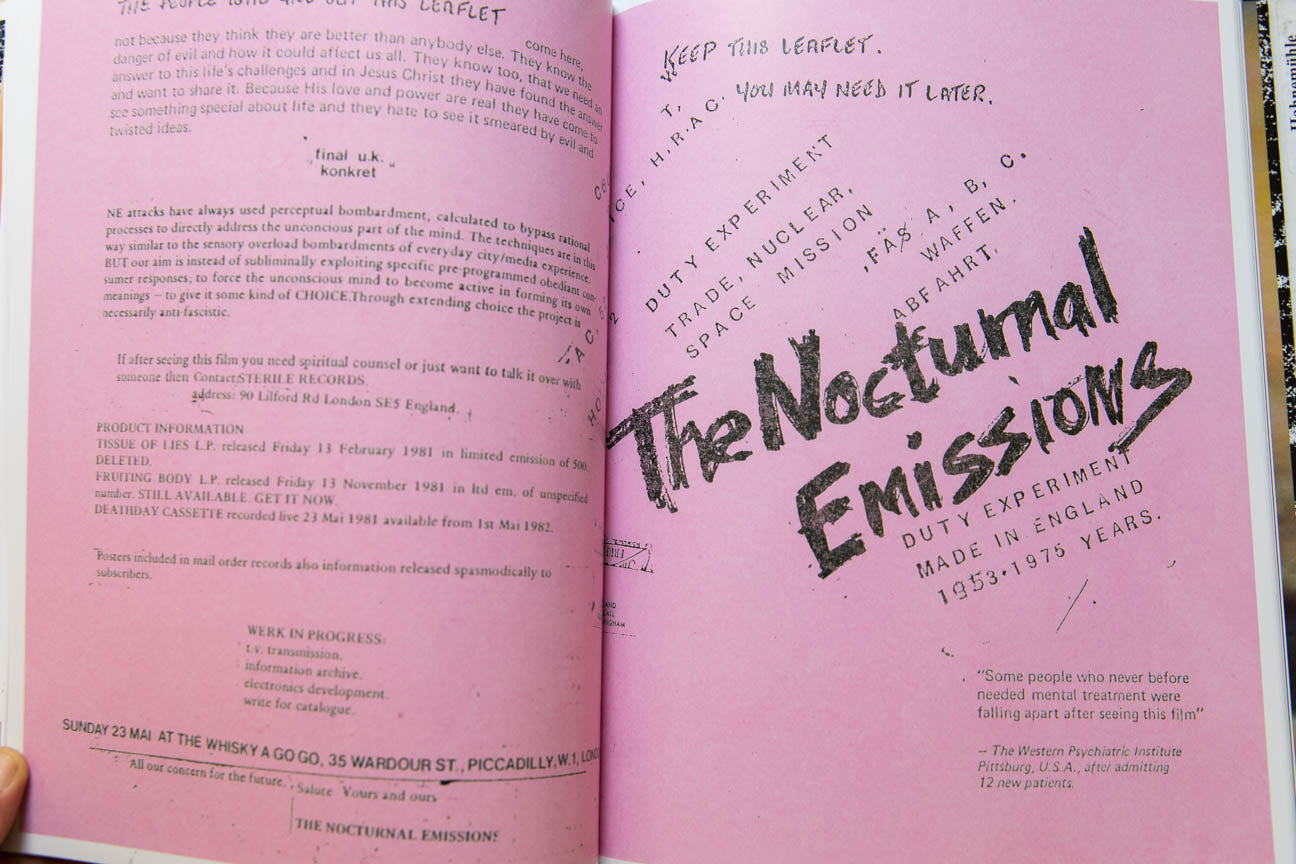 THE PEOPLE WHO GIVE OUT THIS LEAFLET
not because they think they are better than anybody else. They know the come here,
danger of evil and how it could affect us all. They know too, that we need an
answer to this life's challenges and in Jesus Christ they have found the answer
and want to share it. Because His love and power are real they have come to
see something special about life and they hate to see it smeared by evil and
twisted ideas.
„final u.k. "
konkret
NE attacks have always used perceptual bombardment, calculated to bypass rational
processes to directly address the unconcious part of the mind. The techniques are in this
way similar to the sensory overload bombardments of everyday city/media experience.
BUT our aim is instead of subliminally exploiting specific pre-programmed obediant con-
sumer responses; to force the unconscious mind to become active in forming its own
meanings — to give it some kind of CHOICE.Through extending choice the project is
necessarily anti-fascistic.
If after seeing this film you need spiritual counsel or just want to talk it over with
someone then Contact:STERILE RECORDS.
address: 90 Lilford Rd London SE5 England.
PRODUCT INFORMATION
TISSUE OF LIES L.P. released Friday 13 February 1981 in limited emission of 500:
DELETED.
FRUITING BODY L.P. released Friday 13 November 1981 in ltd em. of unspecified
number. STILL AVAILABLE. GET IT NOW.
DEATHDAY CASSETTE recorded live 23 Mai 1981 available from 1st Mai 1982.
Posters included in mail order records also information released spasmodically to
subscribers.
WERK IN PROGRESS:
t.v. transmission.
information archive.
electronics development.
write for catalogue.
SUNDAY 23 MAI AT THE WHISKY A GO GO, 35 WARDOUR ST., PICCADILLY, W.1,
All our concern for the future.
Salute Yours and ours
THE NOCTURNAL EMISSIONS
KEEP THIS LEAFLET.
YOU MAY NEED IT LATER.
T,
H.R.A.C.
DUTY EXPERIMENT
TRADE, NUCLEAR,
SPACE MISSION
A, B, C.
WAFFEN.
ABFAHRT.
The Nocturnal
Emissions
DUTY EXPERIMENT
MADE IN ENGLAND
1953·1975 YEARS.
"Some people who never before
needed mental treatment were
falling apart after seeing this film"
— The Western Psychiatric Institute
Pittsburg, U.S.A., after admitting
12 new patients.
Hahnemühle